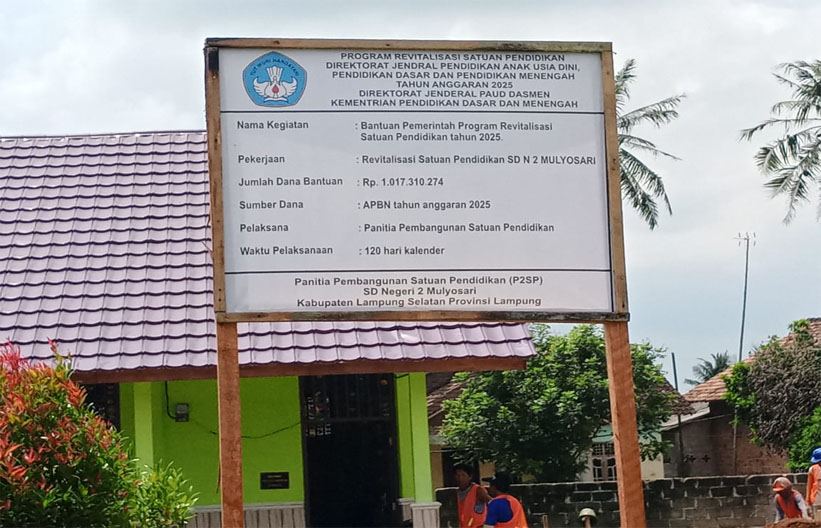 TUT WURI HANDAYANI
PROGRAM REVITALISASI SATUAN PENDIDIKAN
DIREKTORAT JENDRAL PENDIDIKAN ANAK USIA DINI,
PENDIDIKAN DASAR DAN PENDIDIKAN MENENGAH
TAHUN ANGGARAN 2025
DIREKTORAT JENDERAL PAUD DASMEN
KEMENTRIAN PENDIDIKAN DASAR DAN MENENGAH
Nama Kegiatan : Bantuan Pemerintah Program Revitalisasi
Satuan Pendidikan tahun 2025.
Pekerjaan : Revitalisasi Satuan Pendidikan SD N 2 MULYOSARI
Jumlah Dana Bantuan : Rp. 1.017.310.274
Sumber Dana : APBN tahun anggaran 2025
Pelaksana : Panitia Pembangunan Satuan Pendidikan
Waktu Pelaksanaan : 120 hari kalender
Panitia Pembangunan Satuan Pendidikan (P2SP)
SD Negeri 2 Mulyosari
Kabupaten Lampung Selatan Provinsi Lampung